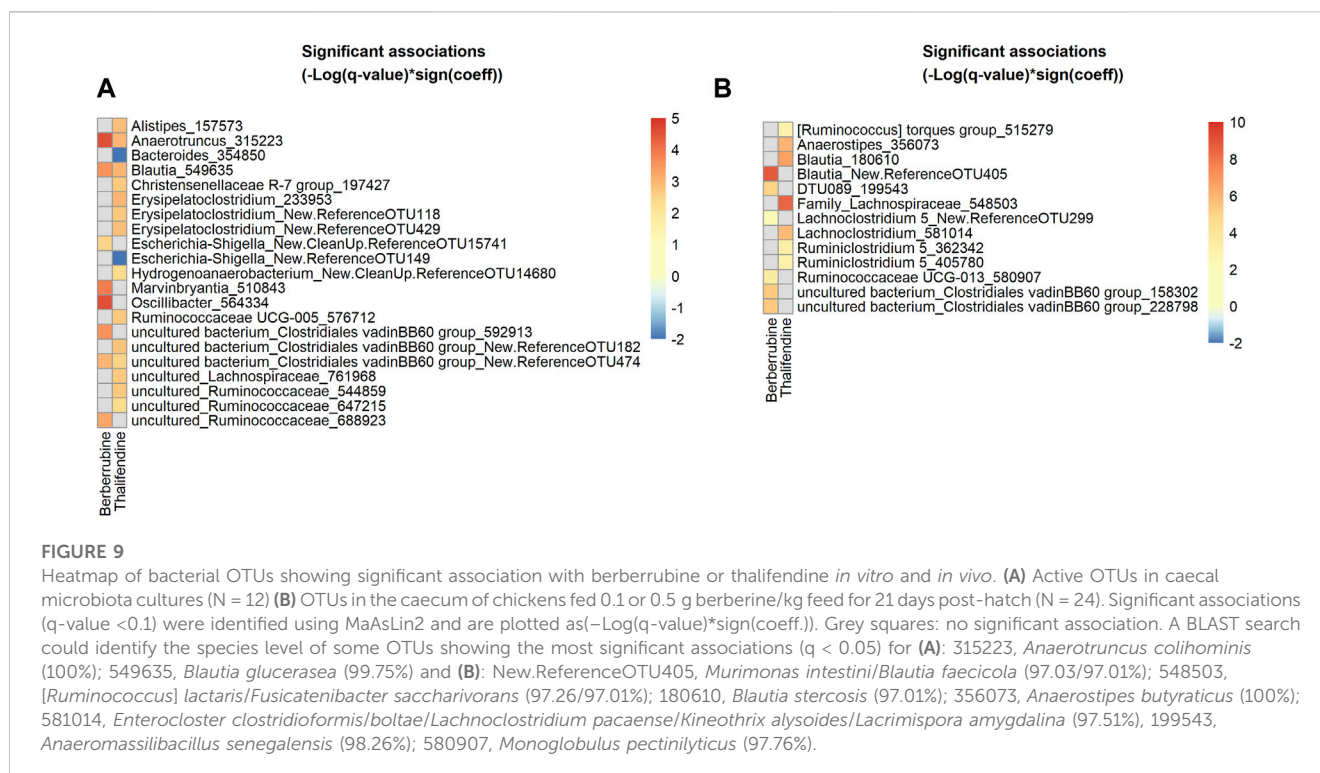 Significant associations
(-Log(q-value)*sign(coeff))
A
Alistipes_157573
Anaerotruncus_315223
Bacteroides_354850
Blautia_549635
Christensenellaceae R-7 group_197427
Erysipelatoclostridium_233953
Erysipelatoclostridium_New.ReferenceOTU118
Erysipelatoclostridium_New.ReferenceOTU429
Escherichia-Shigella_New.CleanUp.ReferenceOTU15741
Escherichia-Shigella_New.ReferenceOTU149
Hydrogenoanaerobacterium_New.CleanUp.ReferenceOTU14680
Marvinbryantia_510843
Oscillibacter_564334
Ruminococcaceae UCG-005_576712
uncultured bacterium_Clostridiales vadinBB60 group_592913
uncultured bacterium_Clostridiales vadinBB60 group_New.ReferenceOTU182
uncultured bacterium_Clostridiales vadinBB60 group_New.ReferenceOTU474
uncultured_Lachnospiraceae_761968
uncultured_Ruminococcaceae_544859
uncultured_Ruminococcaceae_647215
uncultured_Ruminococcaceae_688923
Berberrubine
Thalifendine
5
4
3
2
1
0
-1
-2
Significant associations
(-Log(q-value)*sign(coeff))
B
[Ruminococcus] torques group_515279
Anaerostipes_356073
Blautia_180610
Blautia_New.ReferenceOTU405
DTU089_199543
Family_Lachnospiraceae_548503
Lachnoclostridium 5_New.ReferenceOTU299
Lachnoclostridium_581014
Ruminiclostridium 5_362342
Ruminiclostridium 5_405780
Ruminococcaceae UCG-013_580907
uncultured bacterium_Clostridiales vadinBB60 group_158302
uncultured bacterium_Clostridiales vadinBB60 group_228798
Berberrubine
Thalifendine
10
8
6
4
2
0
-2
FIGURE 9
Heatmap of bacterial OTUs showing significant association with berberrubine or thalifendine in vitro and in vivo. (A) Active OTUs in caecal
microbiota cultures (N = 12) (B) OTUs in the caecum of chickens fed 0.1 or 0.5 g berberine/kg feed for 21 days post-hatch (N = 24). Significant associations
(q-value <0.1) were identified using MaAsLin2 and are plotted as(−Log(q-value)*sign(coeff.)). Grey squares: no significant association. A BLAST search
could identify the species level of some OTUs showing the most significant associations (q < 0.05) for (A): 315223, Anaerotruncus colihominis
(100%); 549635, Blautia glucerasea (99.75%) and (B): New.ReferenceOTU405, Murimonas intestini/Blautia faecicola (97.03/97.01%); 548503,
[Ruminococcus] lactaris/Fusicatenibacter saccharivorans (97.26/97.01%); 180610, Blautia stercosis (97.01%); 356073, Anaerostipes butyraticus (100%);
581014, Enterocloster clostridioformis/boltae/Lachnoclostridium pacaense/Kineothrix alysoides/Lacrimispora amygdalina (97.51%), 199543,
Anaeromassilibacillus senegalensis (98.26%); 580907, Monoglobulus pectinilyticus (97.76%).